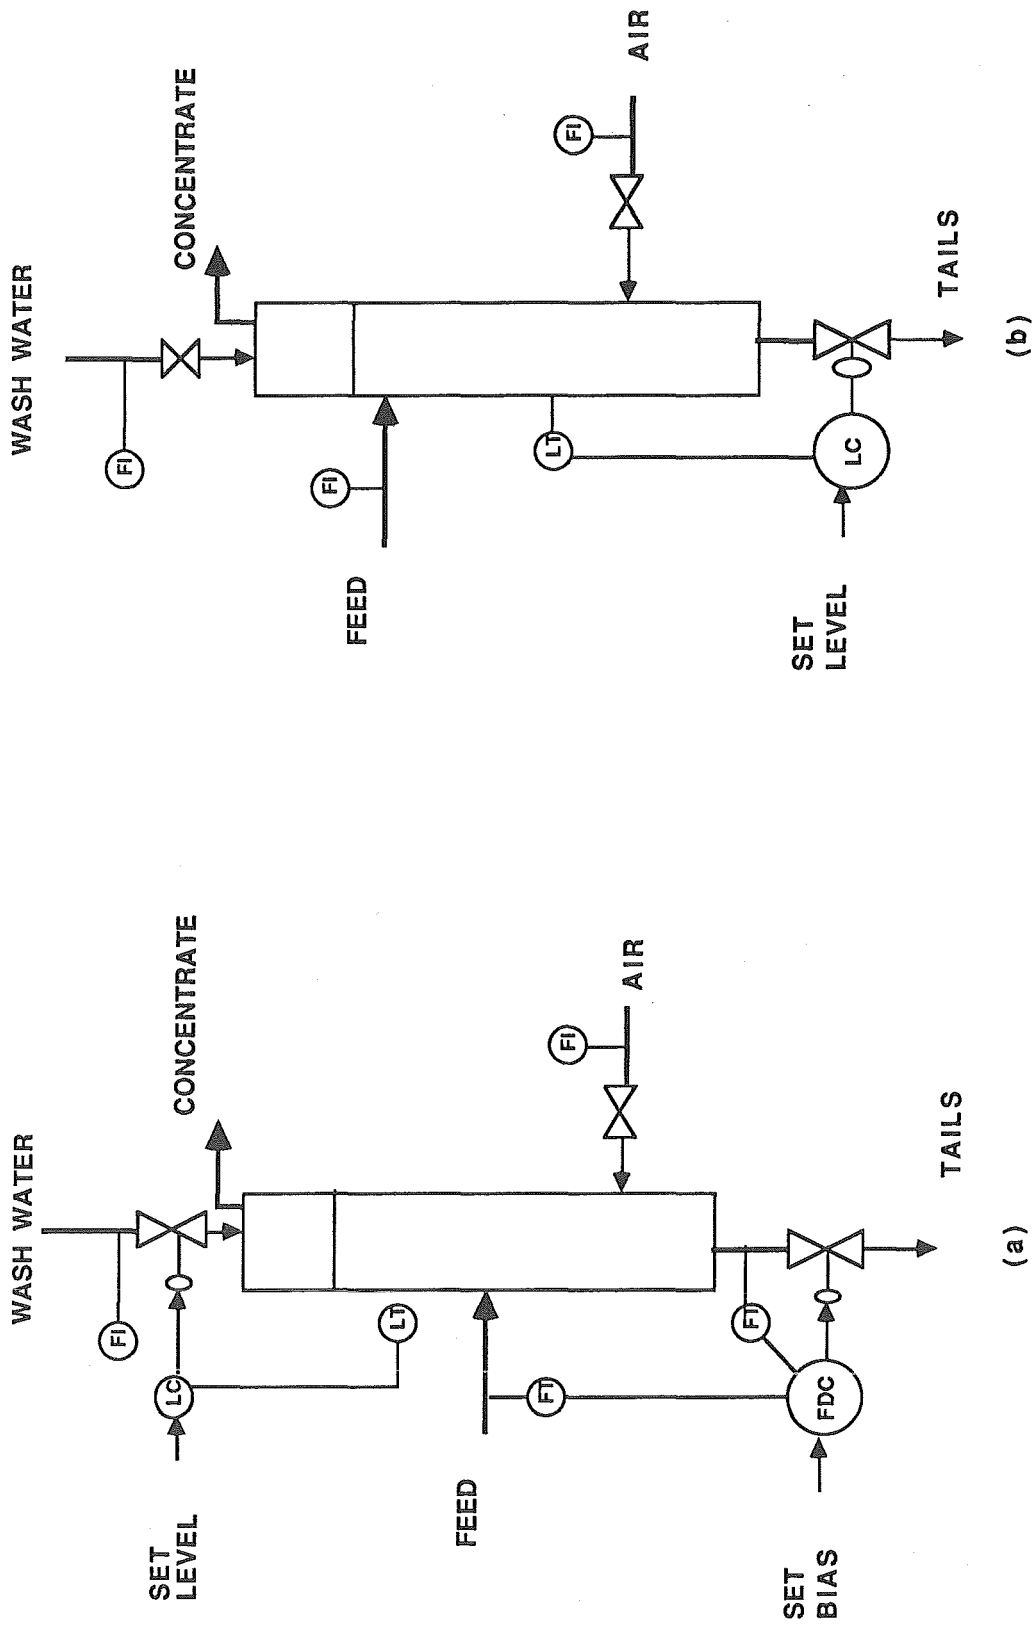 WASH WATER
FI
CONCENTRATE
LC
SET
LEVEL
LT
FEED
FT
FI
AIR
FI
FDC
SET
BIAS
TAILS
(a)
WASH WATER
FI
CONCENTRATE
FI
FEED
FI
AIR
LT
LC
SET
LEVEL
TAILS
(b)